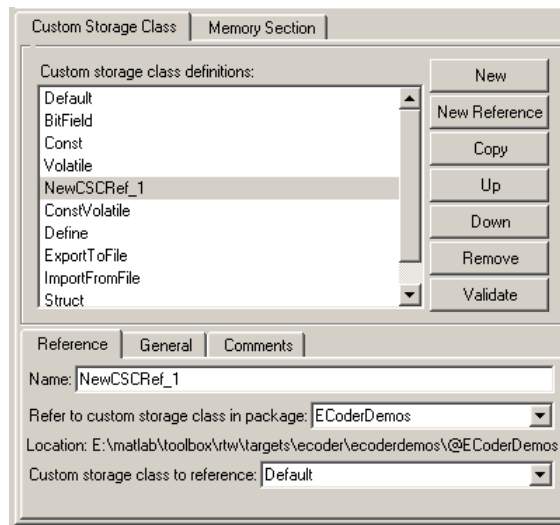 Custom Storage Class
Memory Section
Custom storage class definitions:
Default
BitField
Const
Volatile
NewCSCRef_1
ConstVolatile
Define
ExportToFile
ImportFromFile
Struct
New
New Reference
Copy
Up
Down
Remove
Validate
Reference
General
Comments
Name: NewCSCRef_1
Refer to custom storage class in package: ECoderDemos
Location: E:\matlab\toolbox\rtw\targets\ecoder\ecoderdemos\@ECoderDemos
Custom storage class to reference: Default